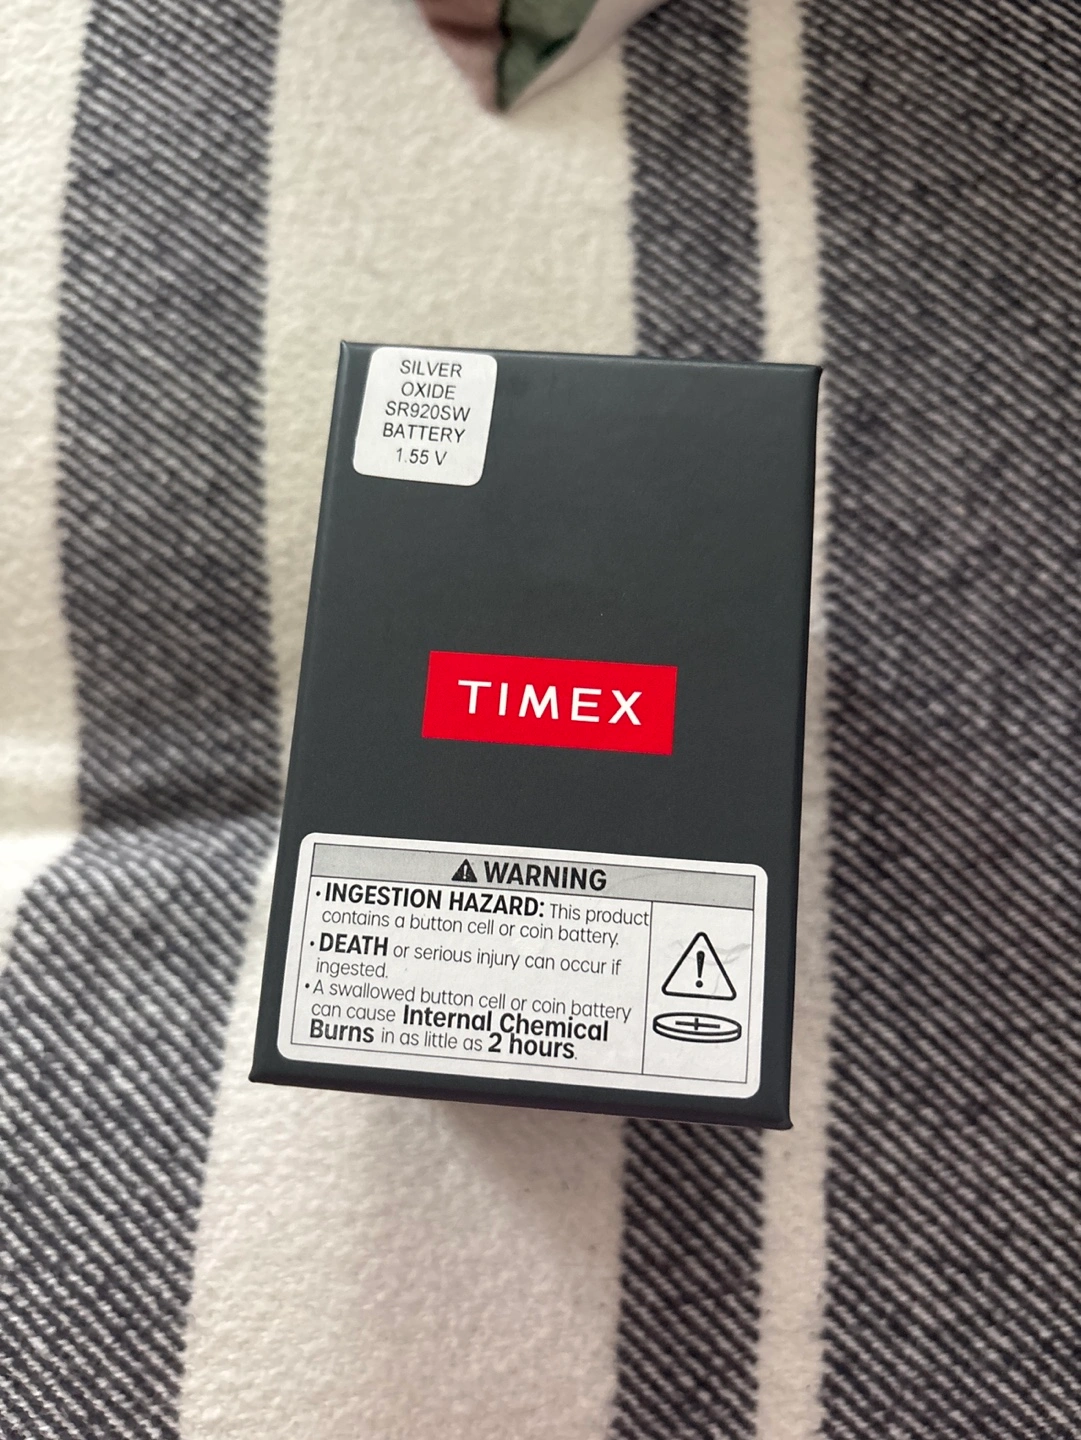 SILVER
OXIDE
SR920SW
BATTERY
1.55 V
TIMEX
WARNING
· INGESTION HAZARD: This product
contains a button cell or coin battery.
· DEATH or serious injury can occur if
ingested.
· A swallowed button cell or coin battery
can cause Internal Chemical
Burns in as little as 2 hours.